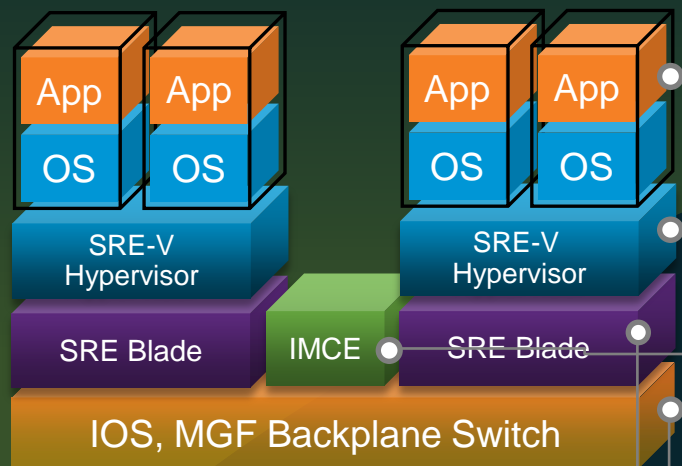 App App App App
OS OS OS OS
SRE-V SRE-V
Hypervisor Hypervisor
SRE Blade IMCE SRE Blade
IOS, MGF Backplane Switch